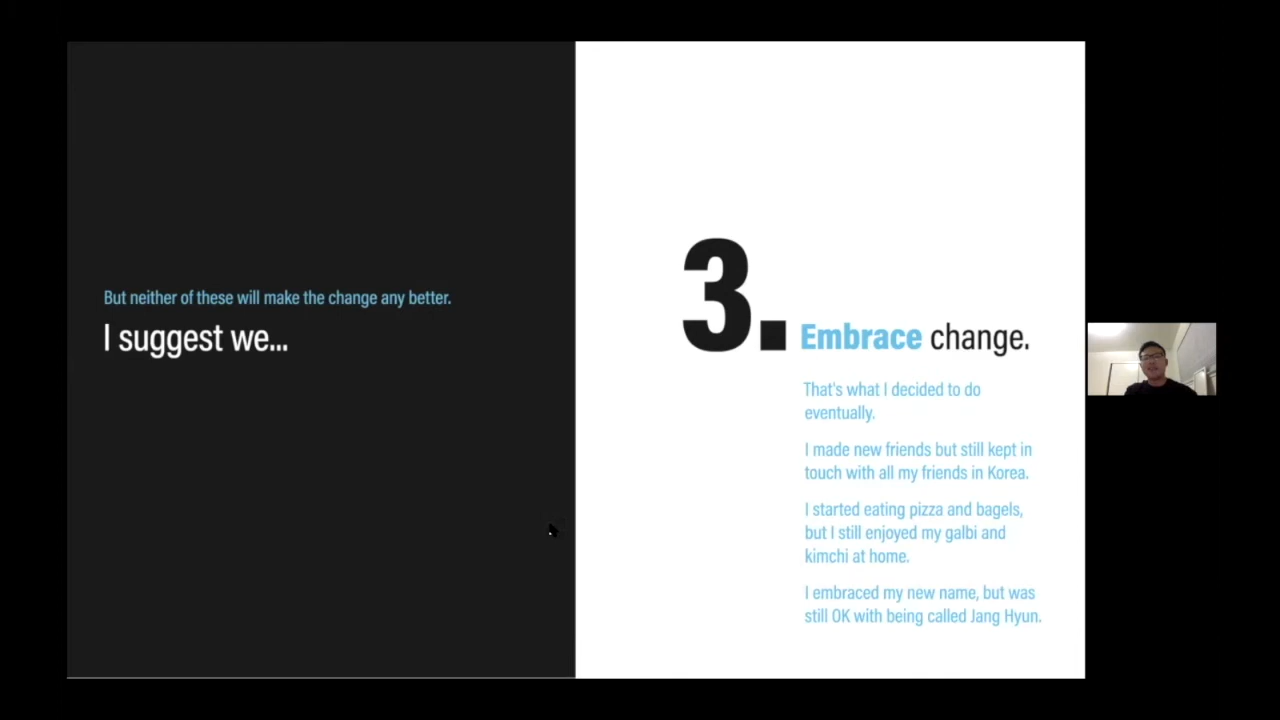 But neither of these will make the change any better.
I suggest we...
3. Embrace change.
That's what I decided to do
eventually.
I made new friends but still kept in
touch with all my friends in Korea.
I started eating pizza and bagels,
but I still enjoyed my galbi and
kimchi at home.
I embraced my new name, but was
still OK with being called Jang Hyun.